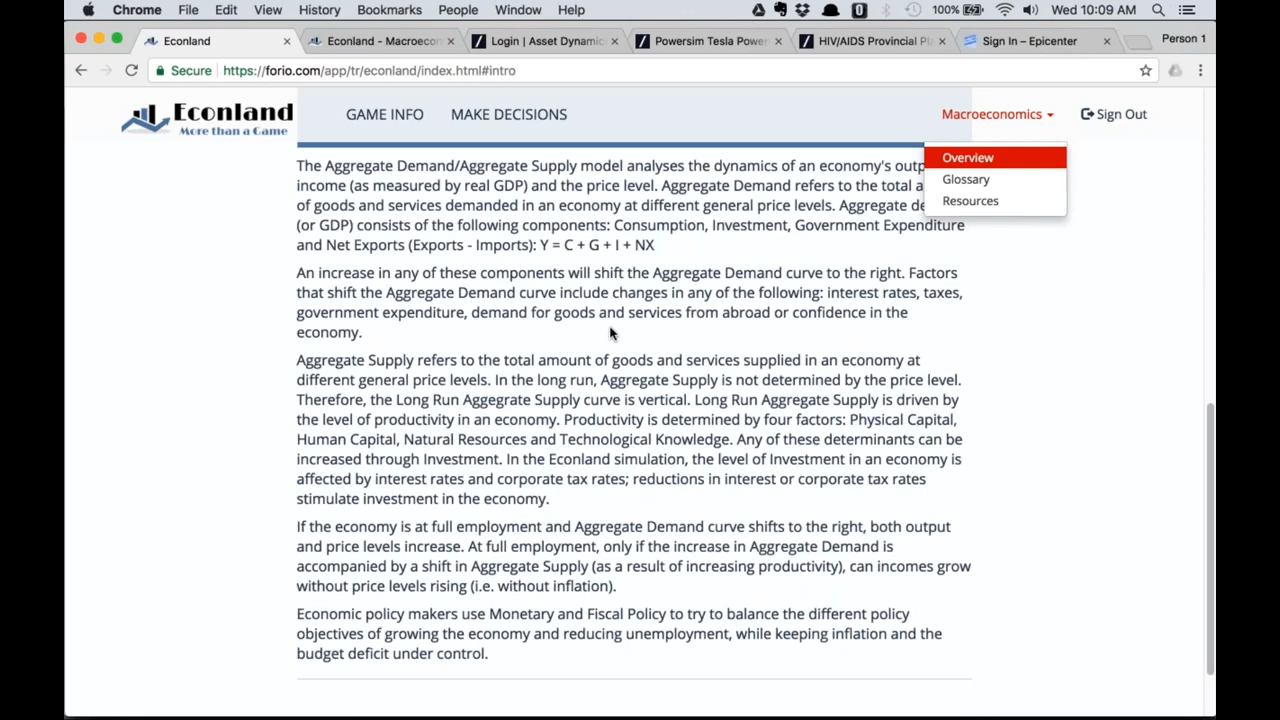 Chrome File Edit View History Bookmarks People Window Help 100% Wed 10:09 AM
Econland Econland - Macroecon Login | Asset Dynamic Powersim Tesla Power HIV/AIDS Provincial Pl Sign In – Epicenter Person 1
Secure https://forio.com/app/tr/econland/index.html#intro
Econland
More than a Game
GAME INFO MAKE DECISIONS Macroeconomics Sign Out
Overview
Glossary
Resources
The Aggregate Demand/Aggregate Supply model analyses the dynamics of an economy's outp
income (as measured by real GDP) and the price level. Aggregate Demand refers to the total a
of goods and services demanded in an economy at different general price levels. Aggregate de
(or GDP) consists of the following components: Consumption, Investment, Government Expenditure
and Net Exports (Exports - Imports): Y = C + G + I + NX
An increase in any of these components will shift the Aggregate Demand curve to the right. Factors
that shift the Aggregate Demand curve include changes in any of the following: interest rates, taxes,
government expenditure, demand for goods and services from abroad or confidence in the
economy.
Aggregate Supply refers to the total amount of goods and services supplied in an economy at
different general price levels. In the long run, Aggregate Supply is not determined by the price level.
Therefore, the Long Run Aggegrate Supply curve is vertical. Long Run Aggregate Supply is driven by
the level of productivity in an economy. Productivity is determined by four factors: Physical Capital,
Human Capital, Natural Resources and Technological Knowledge. Any of these determinants can be
increased through Investment. In the Econland simulation, the level of Investment in an economy is
affected by interest rates and corporate tax rates; reductions in interest or corporate tax rates
stimulate investment in the economy.
If the economy is at full employment and Aggregate Demand curve shifts to the right, both output
and price levels increase. At full employment, only if the increase in Aggregate Demand is
accompanied by a shift in Aggregate Supply (as a result of increasing productivity), can incomes grow
without price levels rising (i.e. without inflation).
Economic policy makers use Monetary and Fiscal Policy to try to balance the different policy
objectives of growing the economy and reducing unemployment, while keeping inflation and the
budget deficit under control.